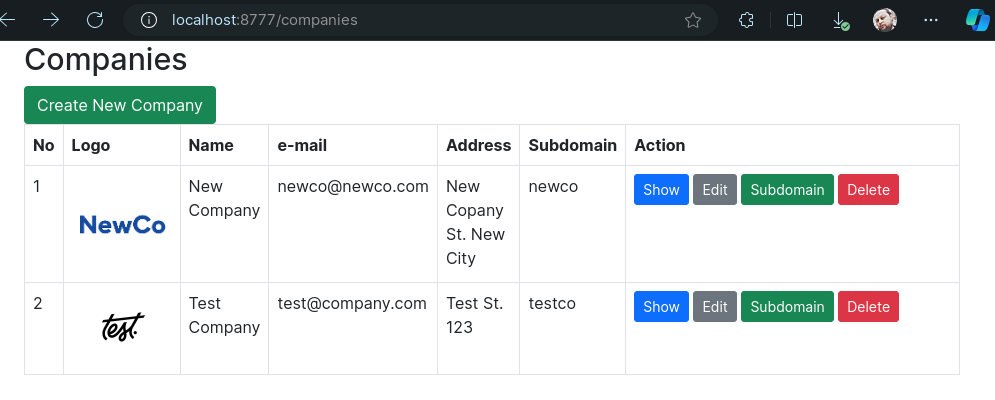 localhost:8777/companies
Companies
Create New Company
No Logo Name e-mail Address Subdomain Action
1 NewCo New newco@newco.com New newco Show Edit Subdomain Delete
Company Copany
St. New
City
2 test. Test test@company.com Test St. testco Show Edit Subdomain Delete
Company 123